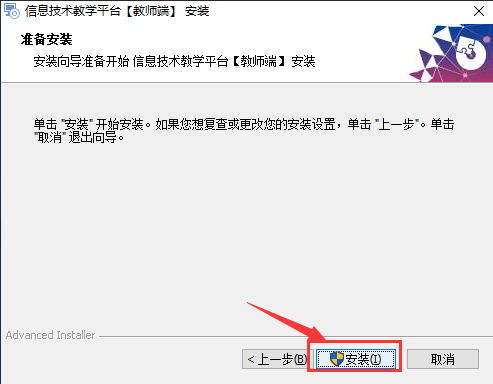 信息技术教学平台【教师端】 安装
准备安装
安装向导准备开始 信息技术教学平台【教师端】安装
单击 "安装" 开始安装。如果您想复查或更改您的安装设置，单击 "上一步"。单击
"取消" 退出向导。
Advanced Installer
< 上一步(B) 安装(I) 取消